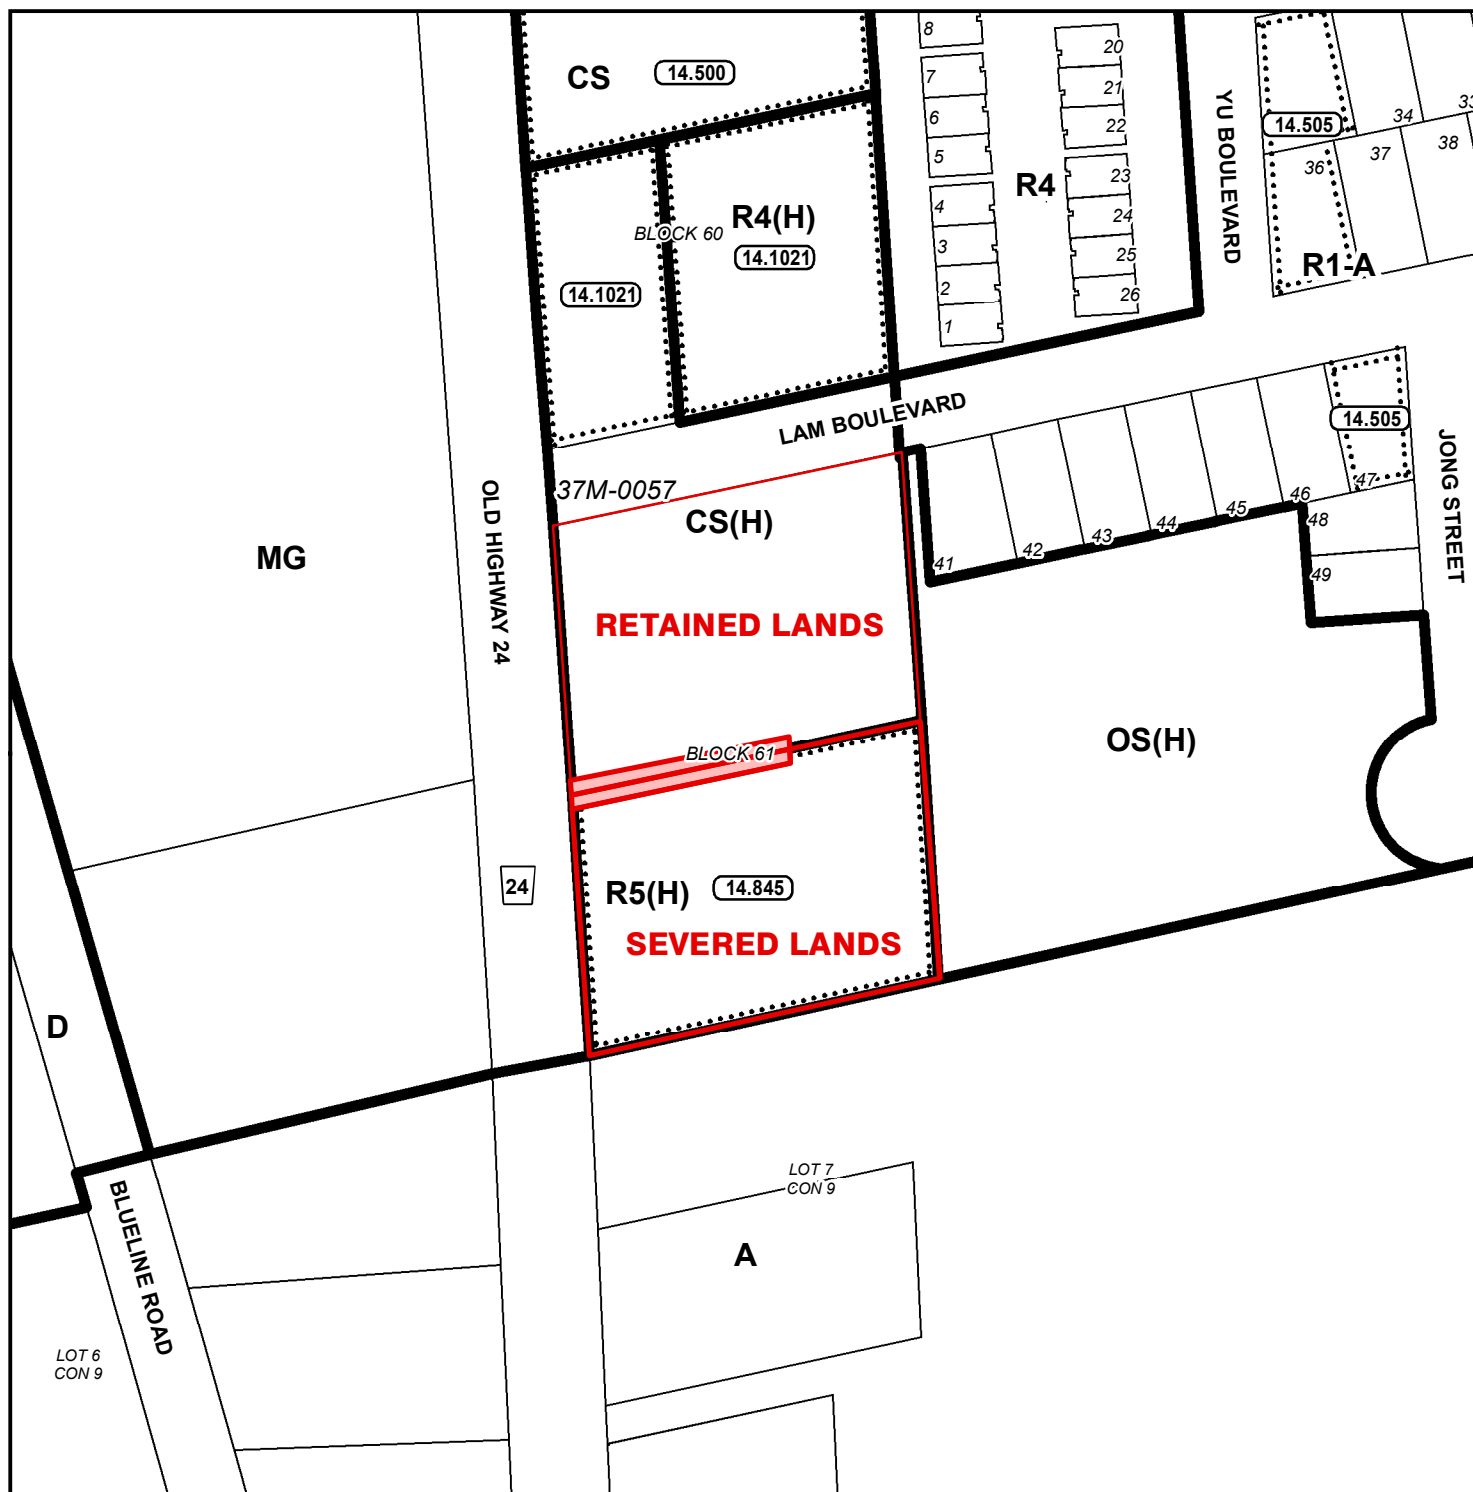 8
20
CS
14.500
7
21
YU BOULEVARD
34
33
6
22
14.505
38
37
5
36
23
R4
4
24
R4(H)
BLOCK 60
3
25
14.1021
R1-A
2
26
14.1021
1
LAM BOULEVARD
14.505
37M-0057
CS(H)
47
46
45
48
44
43
42
41
49
JONG STREET
OLD HIGHWAY 24
MG
RETAINED LANDS
OS(H)
BLOCK 61
24
R5(H)
14.845
SEVERED LANDS
D
LOT 7
CON 9
BLUELINE ROAD
A
LOT 6
CON 9